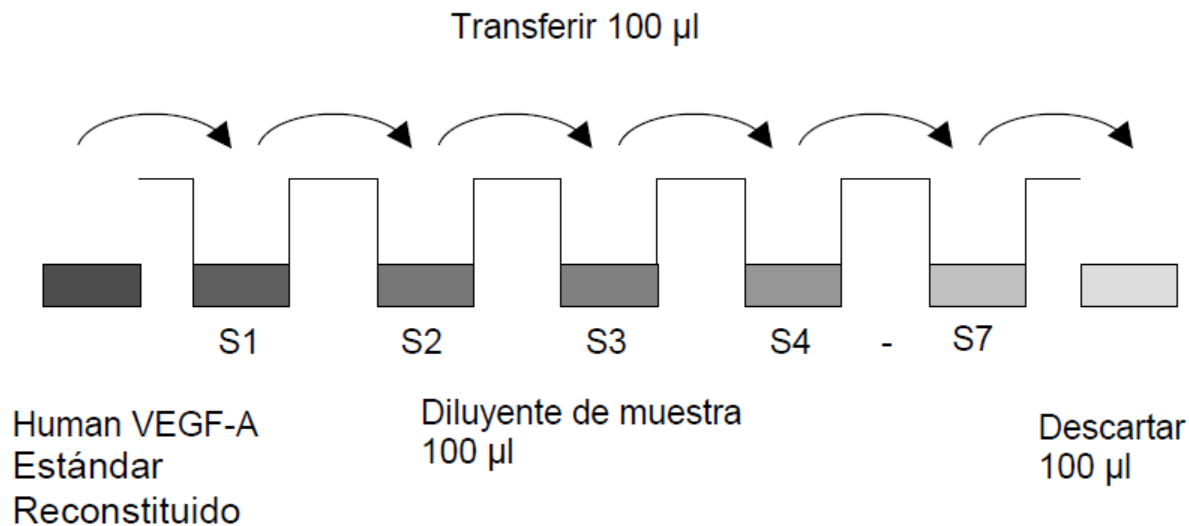 Transferir 100 µl
S1 S2 S3 S4 - S7
Human VEGF-A
Estándar
Reconstituido
Diluyente de muestra
100 µl
Descartar
100 µl